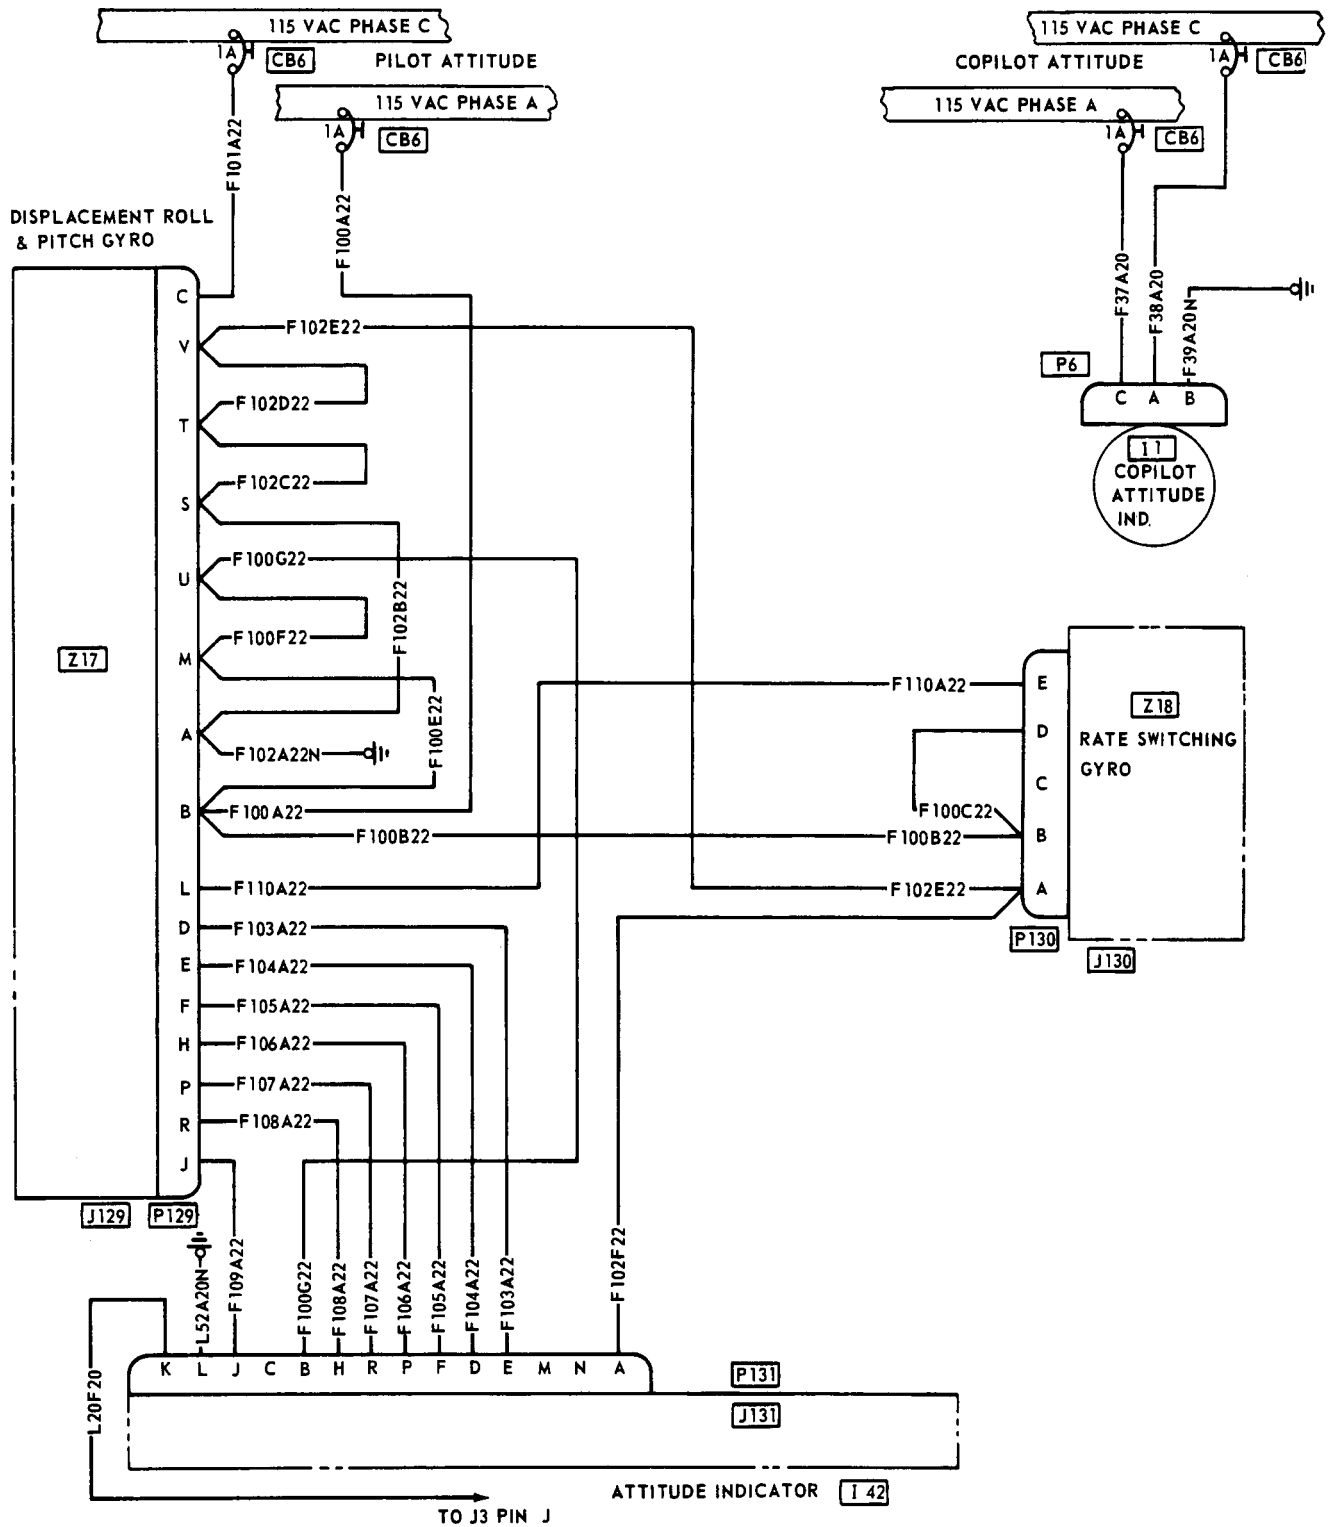 115 VAC PHASE C
1A
CB6
PILOT ATTITUDE
115 VAC PHASE A
1A
CB6
F101A22
F100A22
115 VAC PHASE C
1A
CB6
COPILOT ATTITUDE
115 VAC PHASE A
1A
CB6
F37A20
F38A20
F39A20N
P6
C A B
I 1
COPILOT
ATTITUDE
IND.
DISPLACEMENT ROLL
& PITCH GYRO
Z17
C
V
F102E22
F102D22
T
F102C22
S
F100G22
U
F102B22
F100F22
M
F100E22
A
F102A22N
B
F100A22
F100B22
F100B22
L
F110A22
D
F103A22
E
F104A22
F
F105A22
H
F106A22
P
F107A22
R
F108A22
J
J129
P129
F110A22
E
D
C
F100C22
B
F102E22
A
Z18
RATE SWITCHING
GYRO
P130
J130
L52A20N
F109A22
F100G22
F108A22
F107A22
F106A22
F105A22
F104A22
F103A22
F102F22
L20F20
K L J C B H R P F D E M N A
P131
J131
ATTITUDE INDICATOR
I 42
TO J3 PIN J